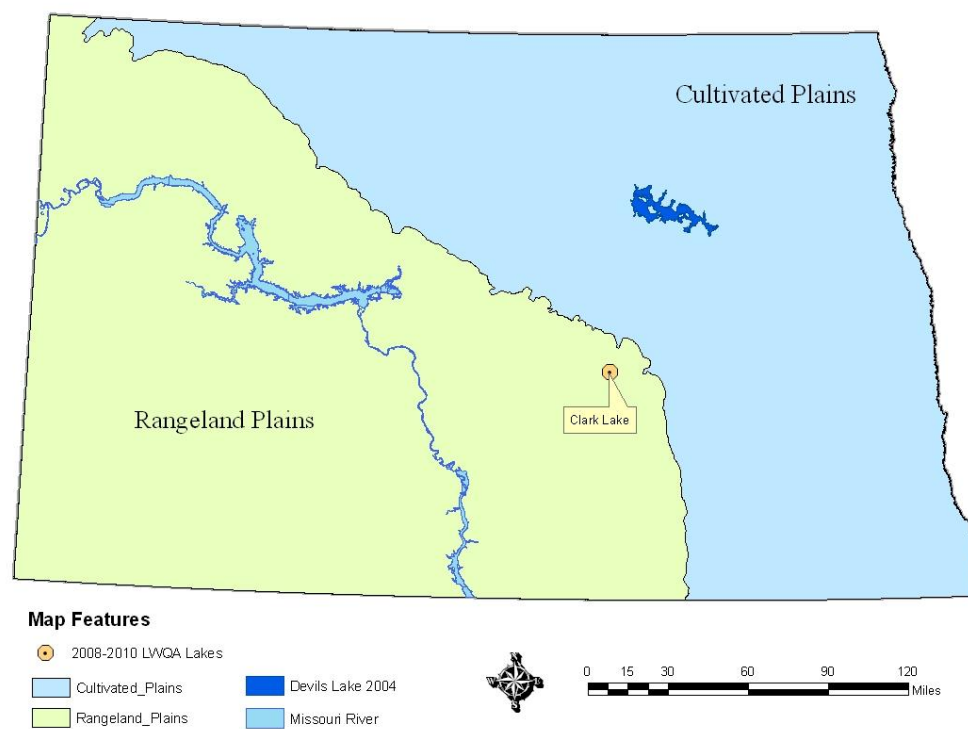 Cultivated Plains
Rangeland Plains
Clark Lake
Map Features
2008-2010 LWQA Lakes
Cultivated_Plains
Devils Lake 2004
Rangeland_Plains
Missouri River
N
0 15 30 60 90 120
Miles